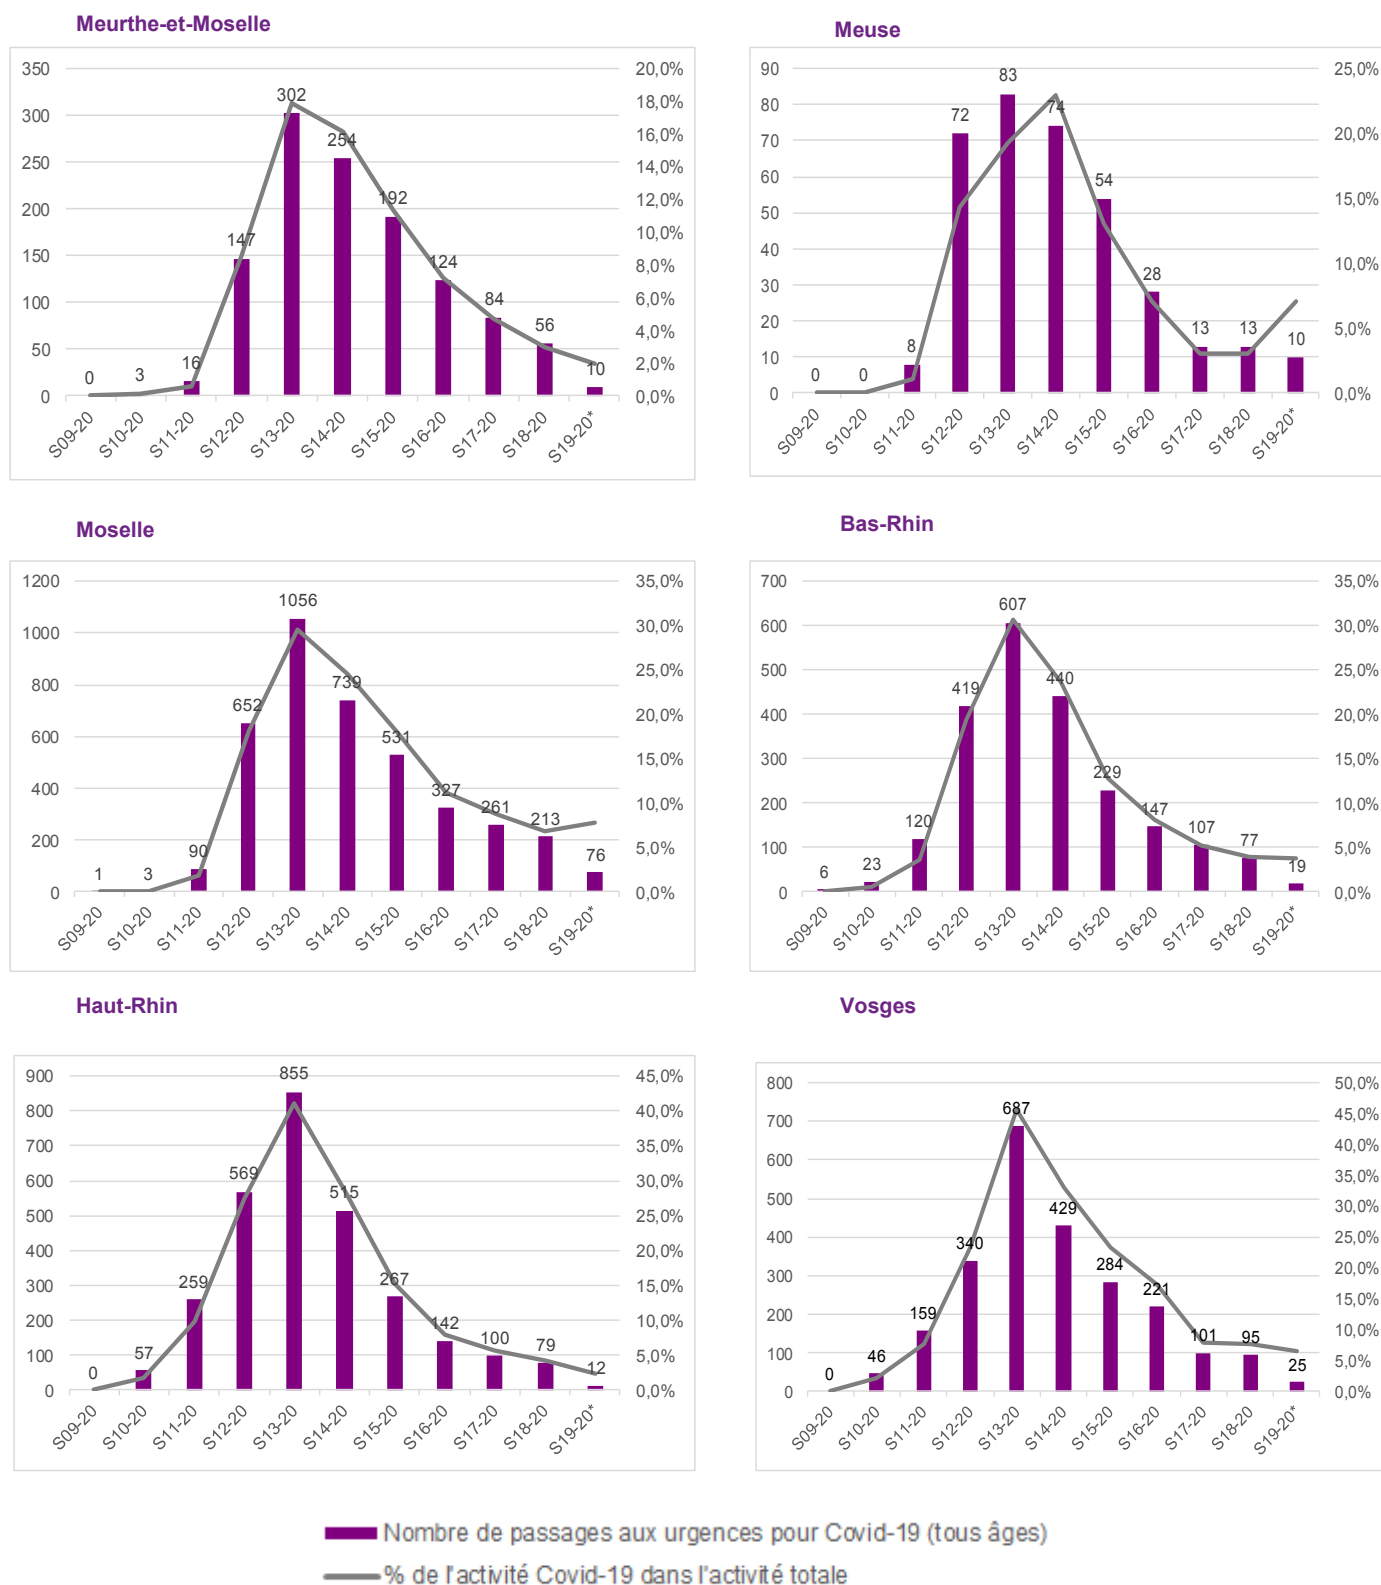 Meurthe-et-Moselle
350 20,0%
302
300 18,0%
16,0%
254
250 14,0%
200 192 12,0%
10,0%
150 147 124 8,0%
100 84 6,0%
56 4,0%
50 16 10 2,0%
0 0 3 0,0%
S09-20 S10-20 S11-20 S12-20 S13-20 S14-20 S15-20 S16-20 S17-20 S18-20 S19-20*
Meuse
90 25,0%
83
80 74
72 20,0%
70
60 54 15,0%
50
40 10,0%
30 28
20 13 13 5,0%
10 8 10
0 0 0 0,0%
S09-20 S10-20 S11-20 S12-20 S13-20 S14-20 S15-20 S16-20 S17-20 S18-20 S19-20*
Moselle
1200 35,0%
1056
1000 30,0%
25,0%
800 739
652 20,0%
600 531
15,0%
400 327
261 213 10,0%
200 90 76 5,0%
0 1 3 0,0%
S09-20 S10-20 S11-20 S12-20 S13-20 S14-20 S15-20 S16-20 S17-20 S18-20 S19-20*
Bas-Rhin
700 35,0%
607
600 30,0%
500 25,0%
419 440
400 20,0%
300 15,0%
229
200 147 10,0%
120 107
100 77 5,0%
23 19
0 6 0,0%
S09-20 S10-20 S11-20 S12-20 S13-20 S14-20 S15-20 S16-20 S17-20 S18-20 S19-20*
Haut-Rhin
900 855 45,0%
800 40,0%
700 35,0%
600 569 30,0%
515
500 25,0%
400 20,0%
300 259 267 15,0%
200 142 10,0%
100 57 100 79 5,0%
0 0 12 0,0%
S09-20 S10-20 S11-20 S12-20 S13-20 S14-20 S15-20 S16-20 S17-20 S18-20 S19-20*
Vosges
800 50,0%
687 45,0%
700 40,0%
600 35,0%
500 30,0%
429
400 340 25,0%
284 20,0%
300 221
159 15,0%
200 101 95 10,0%
100 46 25 5,0%
0 0 0,0%
S09-20 S10-20 S11-20 S12-20 S13-20 S14-20 S15-20 S16-20 S17-20 S18-20 S19-20*
Nombre de passages aux urgences pour Covid-19 (tous âges)
% de l'activité Covid-19 dans l'activité totale